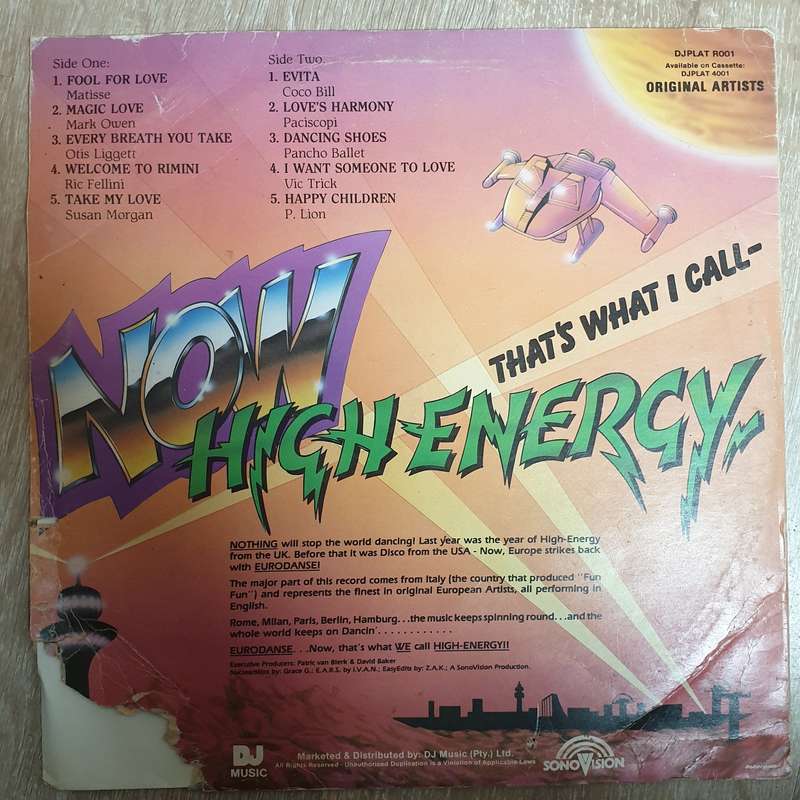 Side One:
1. FOOL FOR LOVE
Matisse
2. MAGIC LOVE
Mark Owen
3. EVERY BREATH YOU TAKE
Otis Liggett
4. WELCOME TO RIMINI
Ric Fellini
5. TAKE MY LOVE
Susan Morgan
Side Two:
1. EVITA
Coco Bill
2. LOVE'S HARMONY
Paciscopi
3. DANCING SHOES
Pancho Ballet
4. I WANT SOMEONE TO LOVE
Vic Trick
5. HAPPY CHILDREN
P. Lion
DJPLAT R001
Available on Cassette:
DJPLAT 4001
ORIGINAL ARTISTS
NOW
THAT'S WHAT I CALL-
HIGH ENERGY
NOTHING will stop the world dancing! Last year was the year of High-Energy
from the UK. Before that it was Disco from the USA - Now, Europe strikes back
with EURODANSE!
The major part of this record comes from Italy (the country that produced "Fun
Fun") and represents the finest in original European Artists, all performing in
English.
Rome, Milan, Paris, Berlin, Hamburg. . .the music keeps spinning round. . .and the
whole world keeps on Dancin'. . . . . . . . . . . .
EURODANSE. . .Now, that's what WE call HIGH-ENERGY!!
Executive Producers: Patric van Blerk & David Baker
by: Grace G.; E.A.R.S. by I.V.A.N.; EasyEdits by: Z.A.K.; A SonoVision Production.
DJ
MUSIC
Marketed & Distributed by: DJ Music (Pty.) Ltd.
All Rights Reserved - Unauthorised Duplication is a Violation of Applicable Laws
SONOVISION